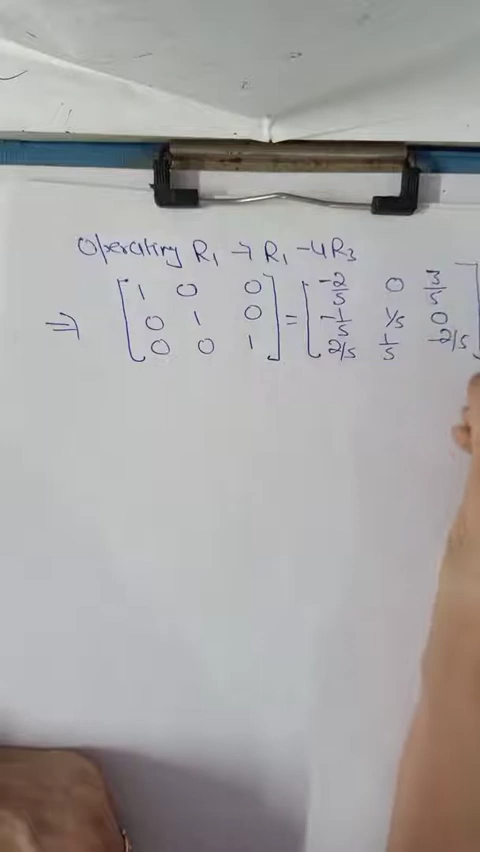 Operating R₁ → R₁ -4R₃
⇒ [1 0 0 = [-2/5 0 3/5]
0 1 0 -1/5 1/5 0
0 0 1] 2/5 1/5 -2/5